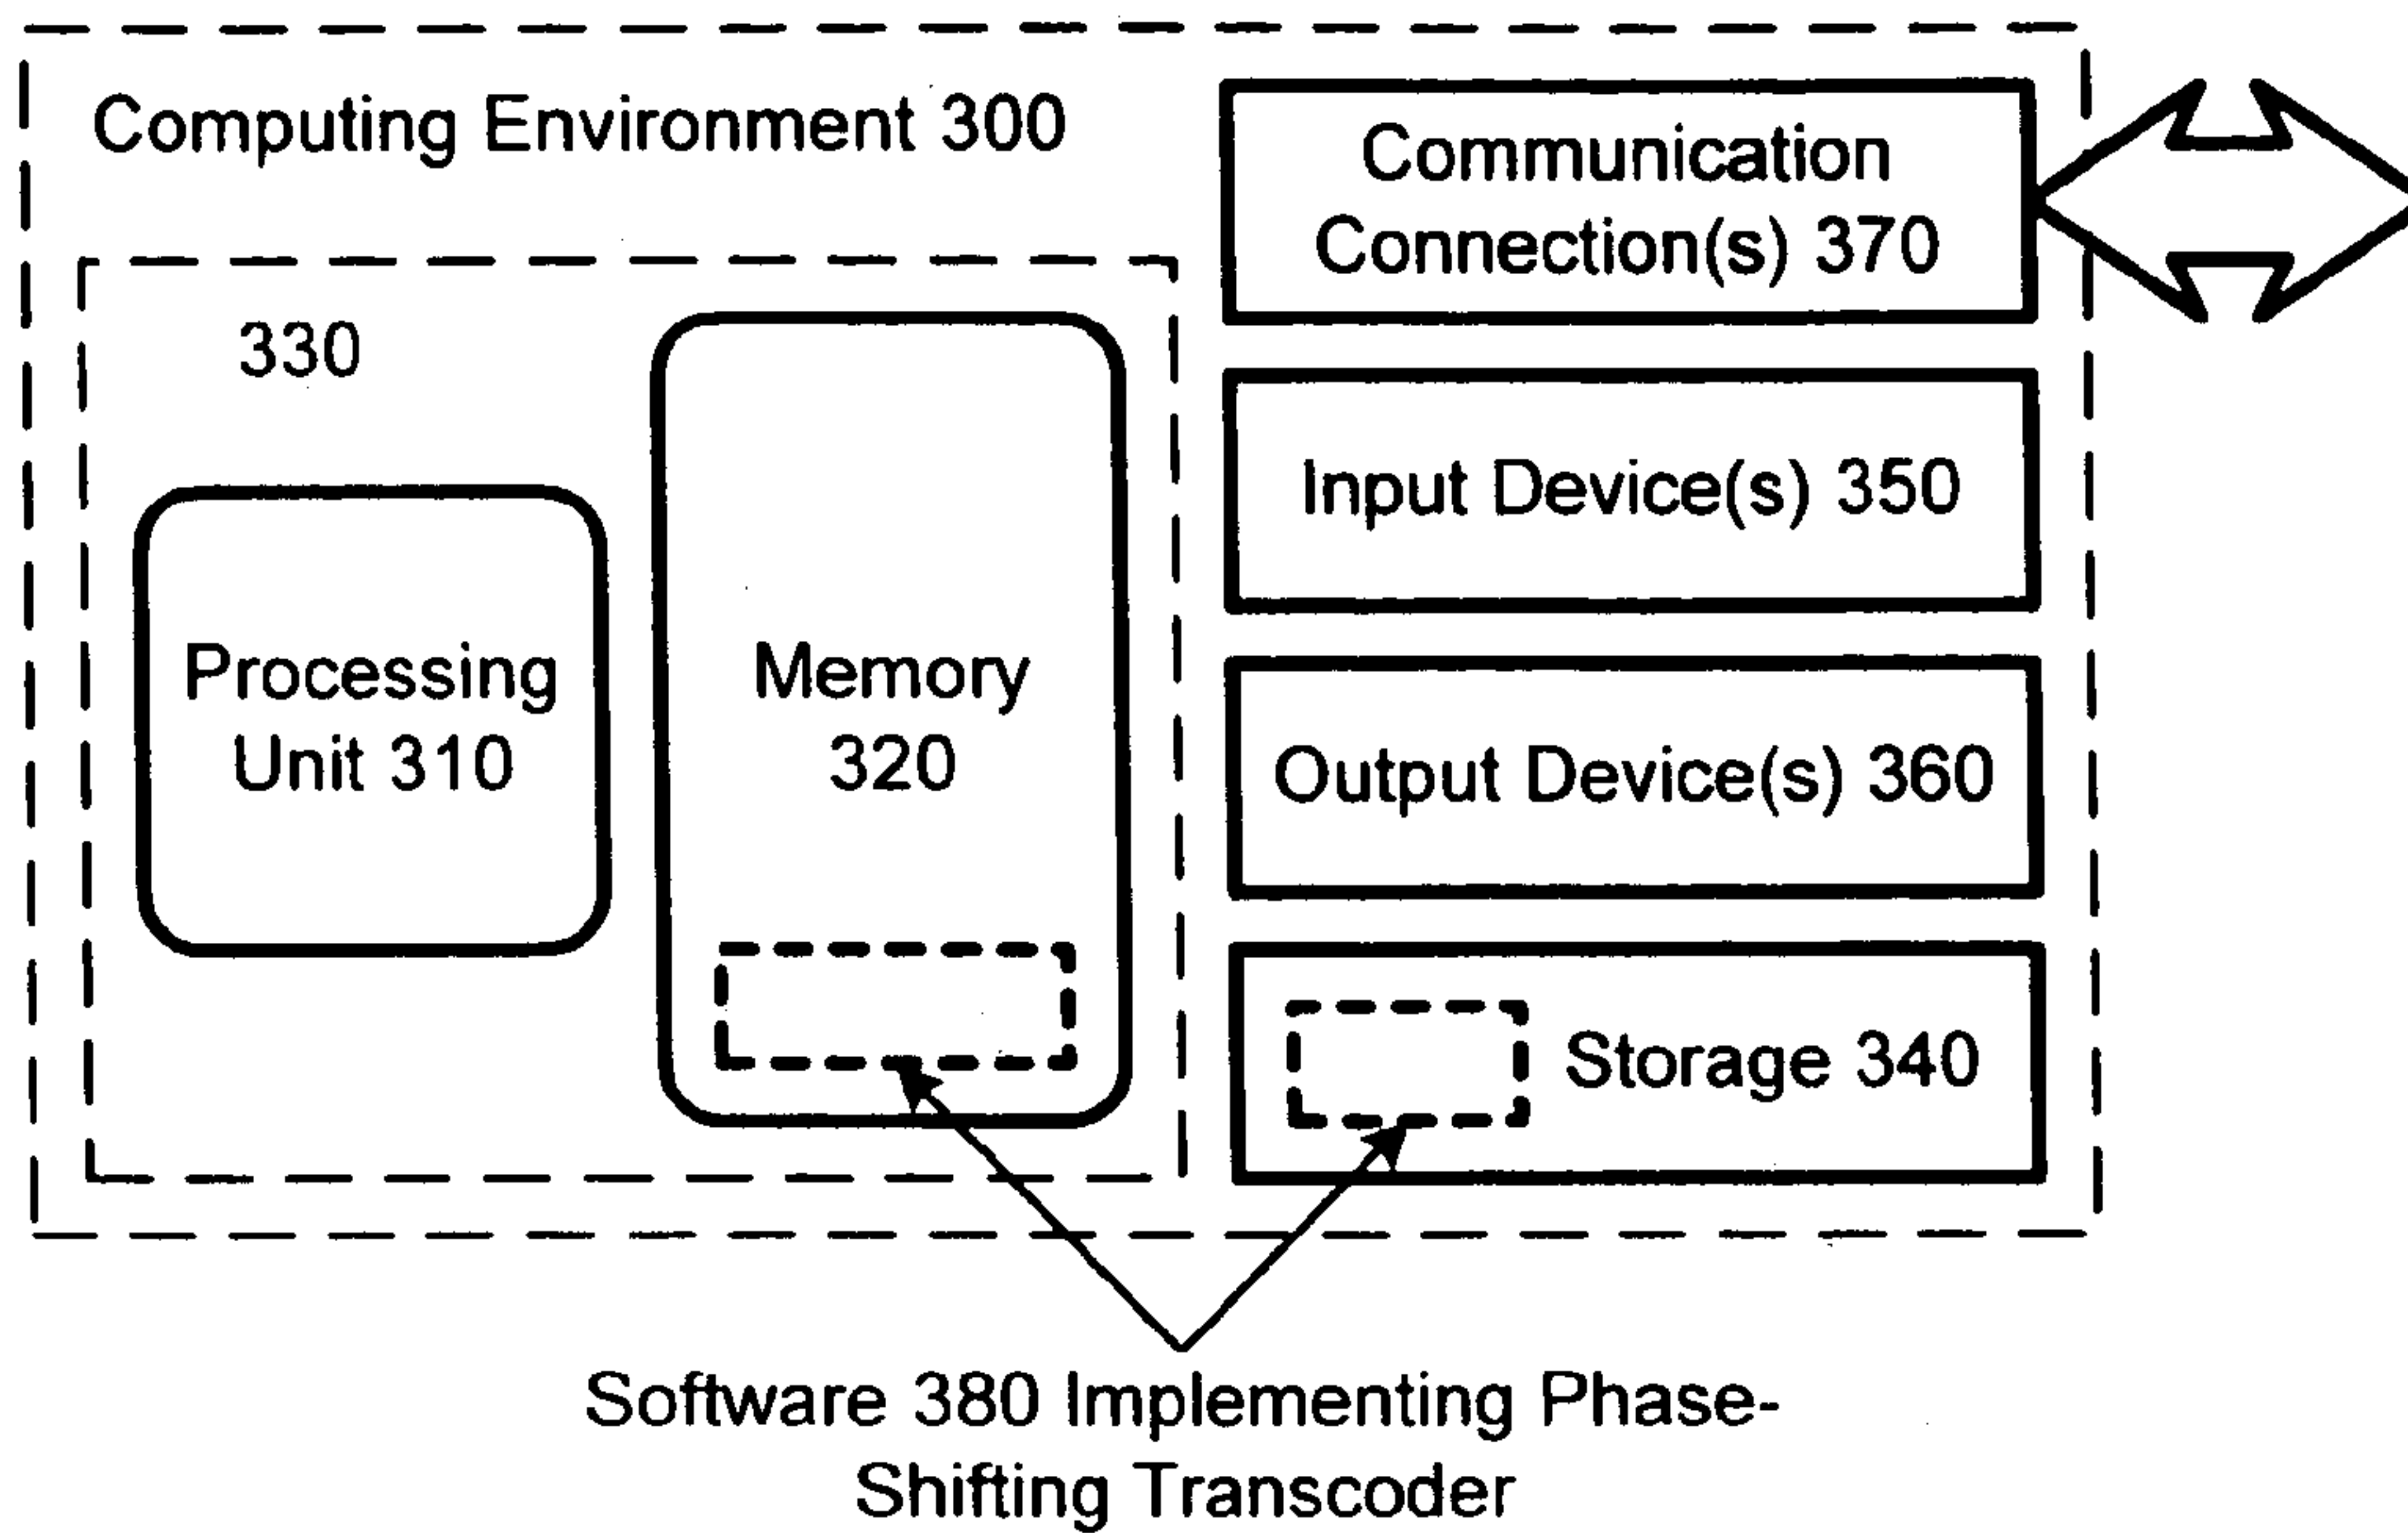 Computing Environment 300
Communication
Connection(s) 370
330
Input Device(s) 350
Processing
Unit 310
Memory
320
Output Device(s) 360
Storage 340
Software 380 Implementing Phase-
Shifting Transcoder